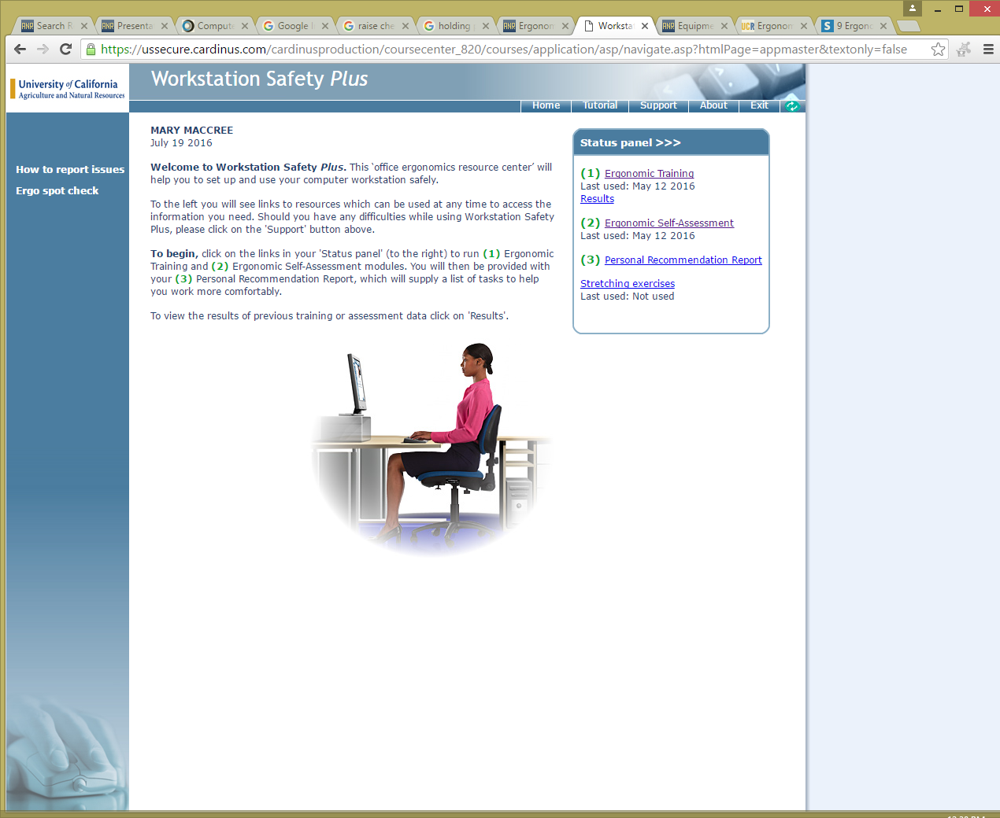 ANR Search R
ANR Presenta
Compute
Google I
raise che
holding
ANR Ergonom
Workstat
ANR Equipme
UCR Ergonom
S 9 Ergono
https://ussecure.cardinus.com/cardinusproduction/coursecenter_820/courses/application/asp/navigate.asp?htmlPage=appmaster&textonly=false
University of California
Agriculture and Natural Resources
Workstation Safety Plus
Home Tutorial Support About Exit
How to report issues
Ergo spot check
MARY MACCREE
July 19 2016
Welcome to Workstation Safety Plus. This 'office ergonomics resource center' will
help you to set up and use your computer workstation safely.
To the left you will see links to resources which can be used at any time to access the
information you need. Should you have any difficulties while using Workstation Safety
Plus, please click on the 'Support' button above.
To begin, click on the links in your 'Status panel' (to the right) to run (1) Ergonomic
Training and (2) Ergonomic Self-Assessment modules. You will then be provided with
your (3) Personal Recommendation Report, which will supply a list of tasks to help
you work more comfortably.
To view the results of previous training or assessment data click on 'Results'.
Status panel >>>
(1) Ergonomic Training
Last used: May 12 2016
Results
(2) Ergonomic Self-Assessment
Last used: May 12 2016
(3) Personal Recommendation Report
Stretching exercises
Last used: Not used